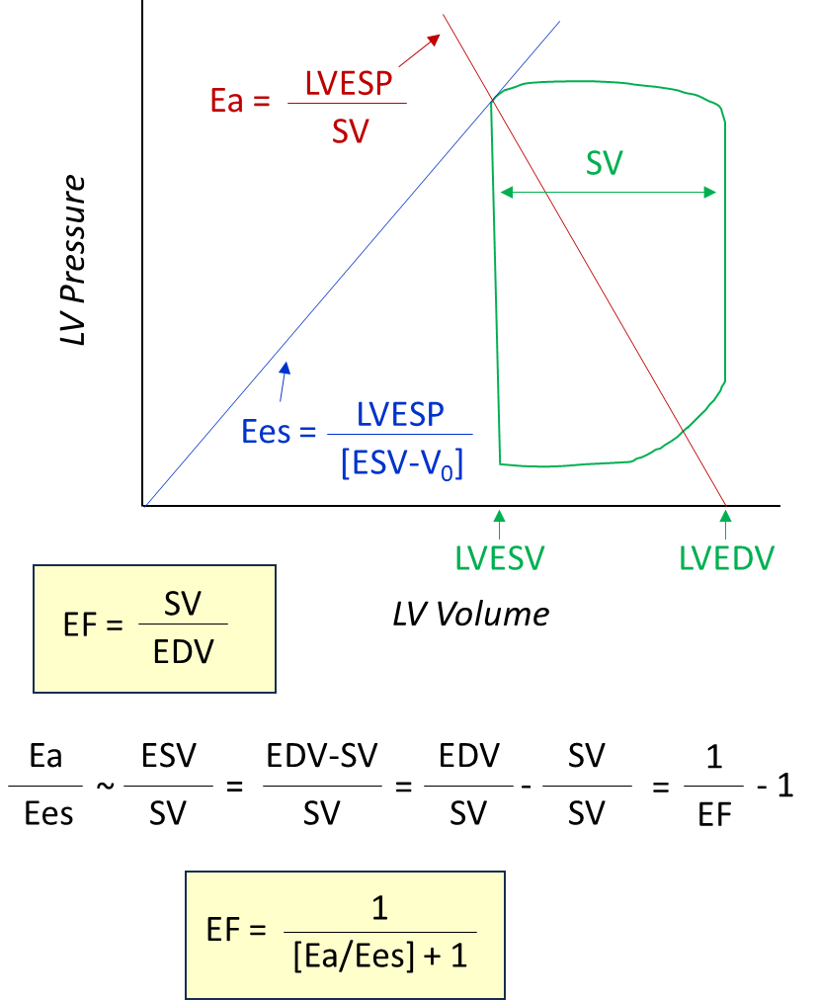 Ea = LVESP
SV
SV
LV Pressure
Ees = LVESP
[ESV-V₀]
LVESV
LVEDV
LV Volume
EF = SV
EDV
Ea ESV EDV-SV EDV SV 1
~ = = - = - 1
Ees SV SV SV SV EF
EF = 1
[Ea/Ees] + 1